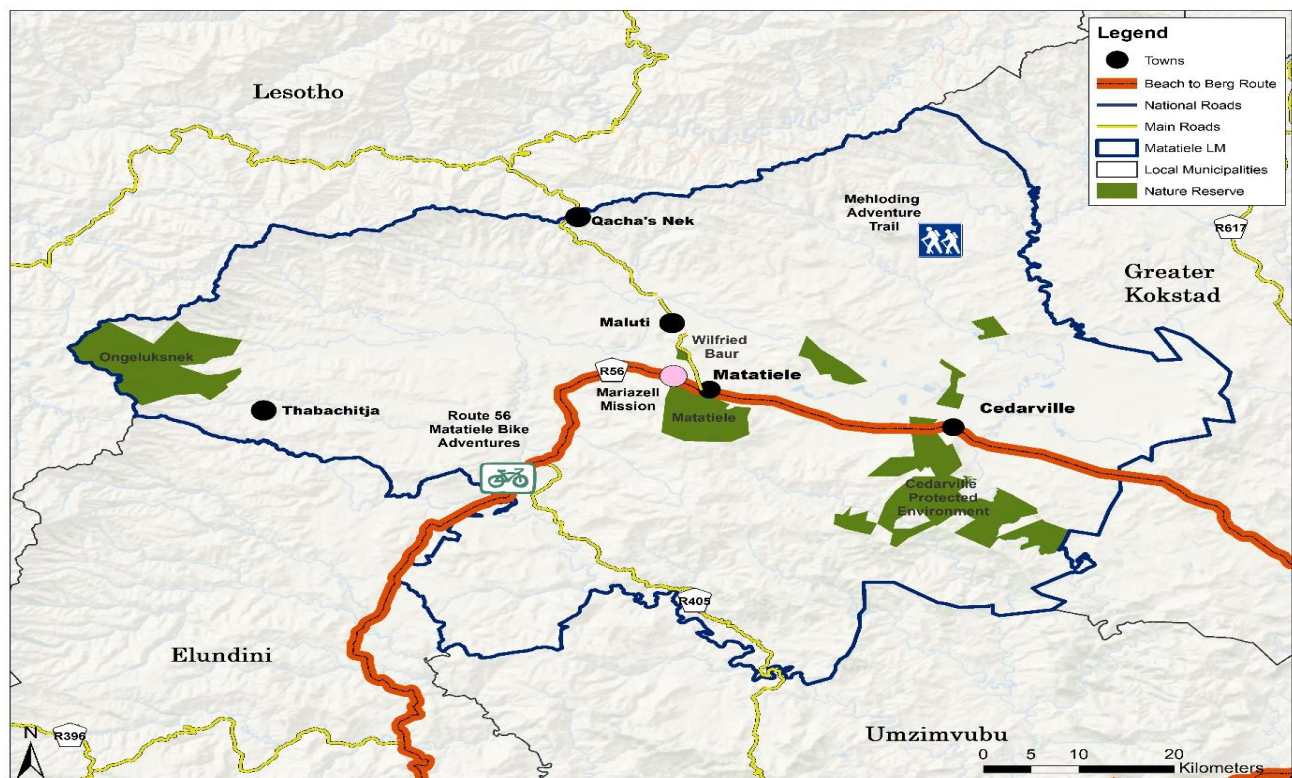 Legend
Towns
Beach to Berg Route
National Roads
Main Roads
Matatiele LM
Local Municipalities
Nature Reserve
Lesotho
Mehloding
Adventure
Trail
R617
Qacha's Nek
Greater
Kokstad
Maluti
Wilfried
Baur
Ongeluksnek
R56
Matatiele
Mariazell
Mission
Thabachitja
Matatiele
Cedarville
Route 56
Matatiele Bike
Adventures
Cedarville
Protected
Environment
R405
Elundini
R396
Umzimvubu
N
0 5 10 20
Kilometers